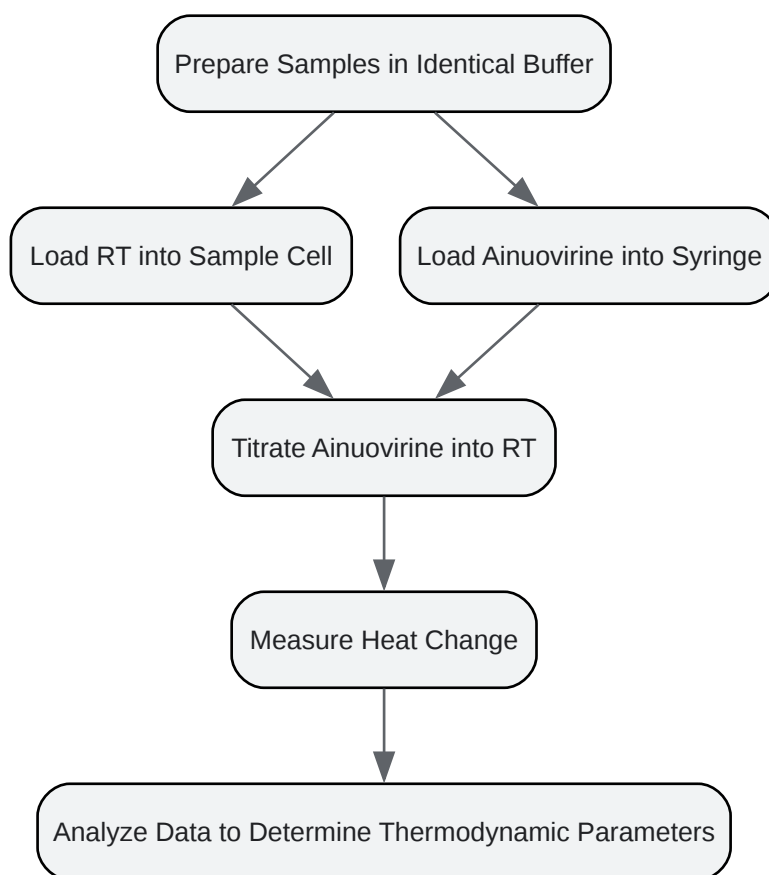 Prepare Samples in Identical Buffer
Load RT into Sample Cell
Load Ainuovirine into Syringe
Titrate Ainuovirine into RT
Measure Heat Change
Analyze Data to Determine Thermodynamic Parameters